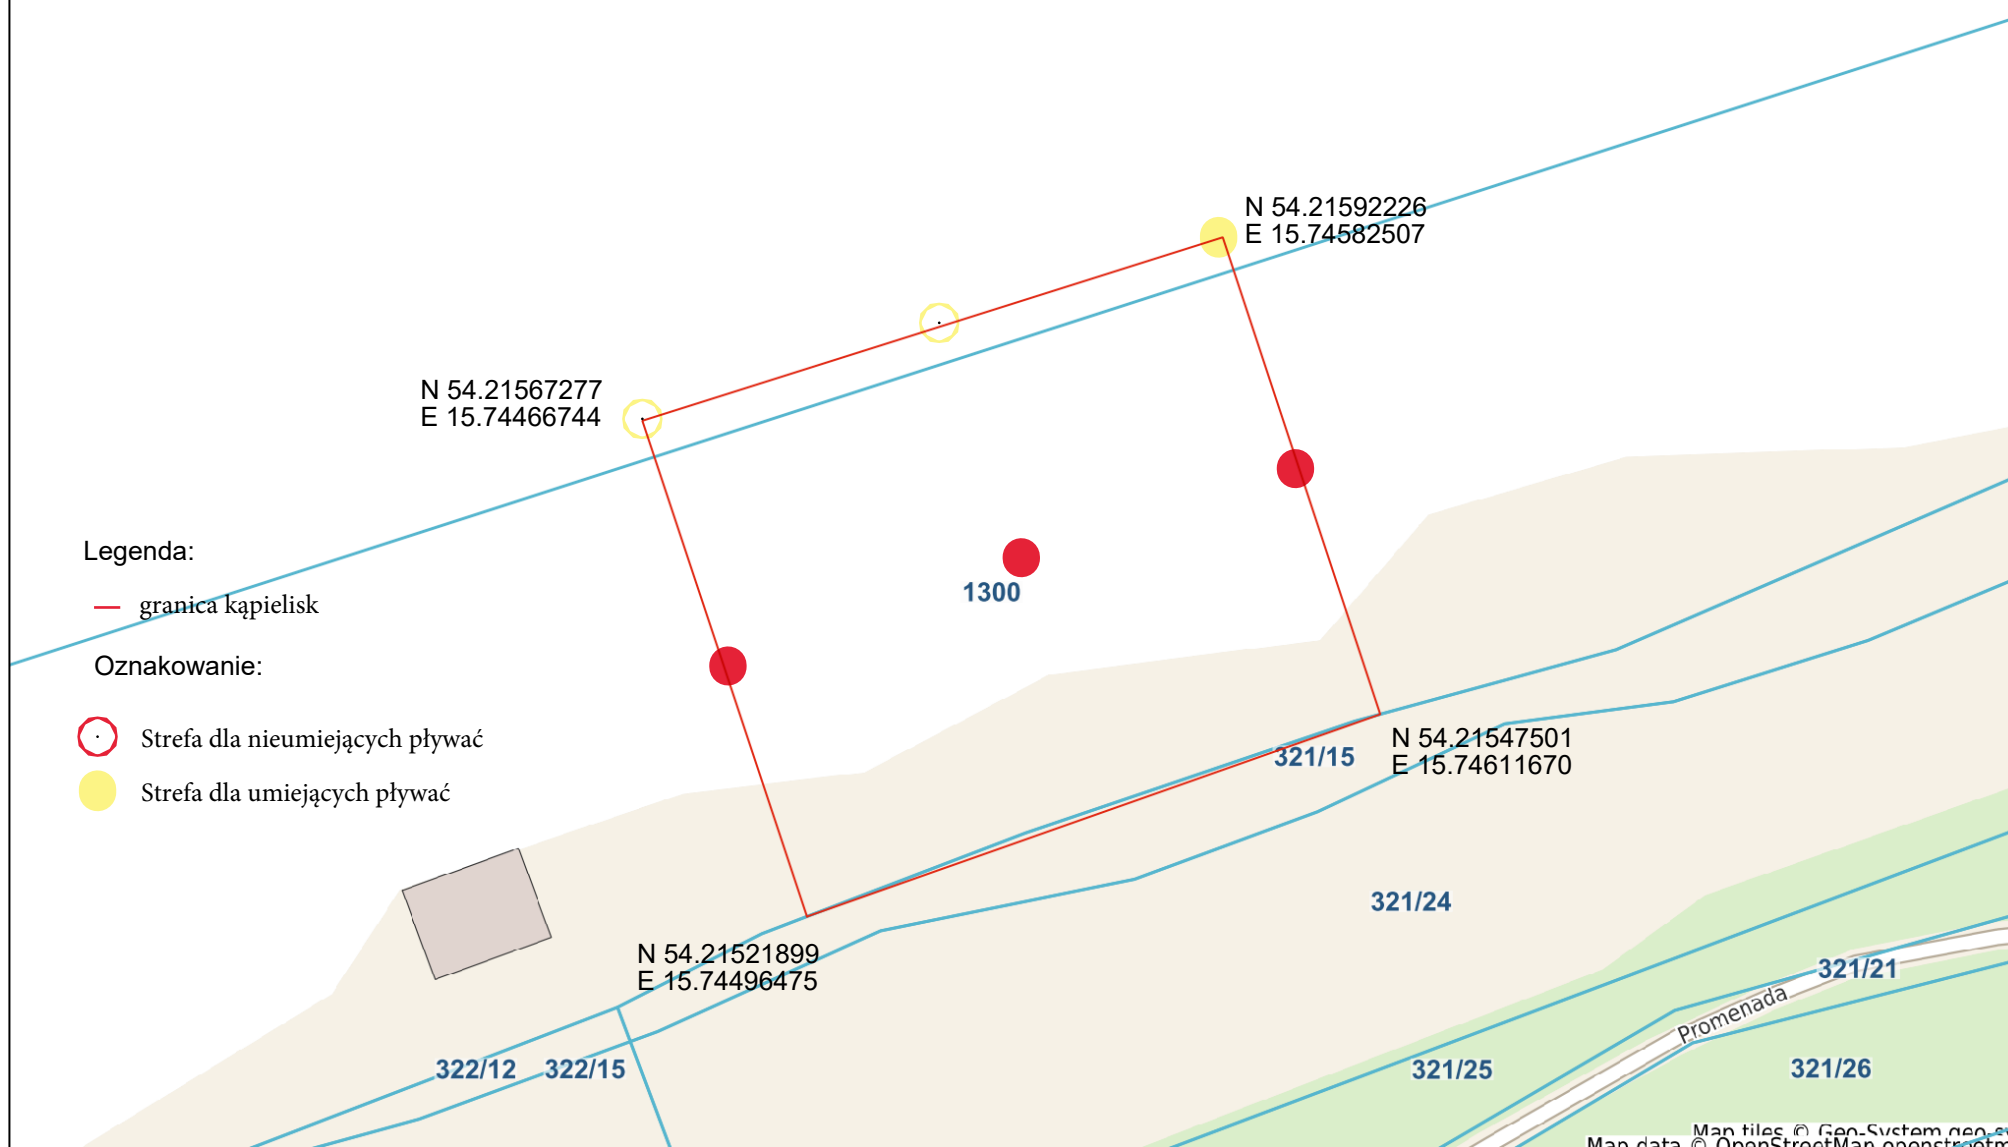 N 54.21592226
E 15.74582507
N 54.21567277
E 15.74466744
Legenda:
granica kąpielisk
Oznakowanie:
Strefa dla nieumiejących pływać
Strefa dla umiejących pływać
1300
321/15
N 54.21547501
E 15.74611670
321/24
N 54.21521899
E 15.74496475
321/21
Promenada
322/12
322/15
321/25
321/26
Map tiles © Geo-System geo-s
Map data © OpenStreetMap openstreetm